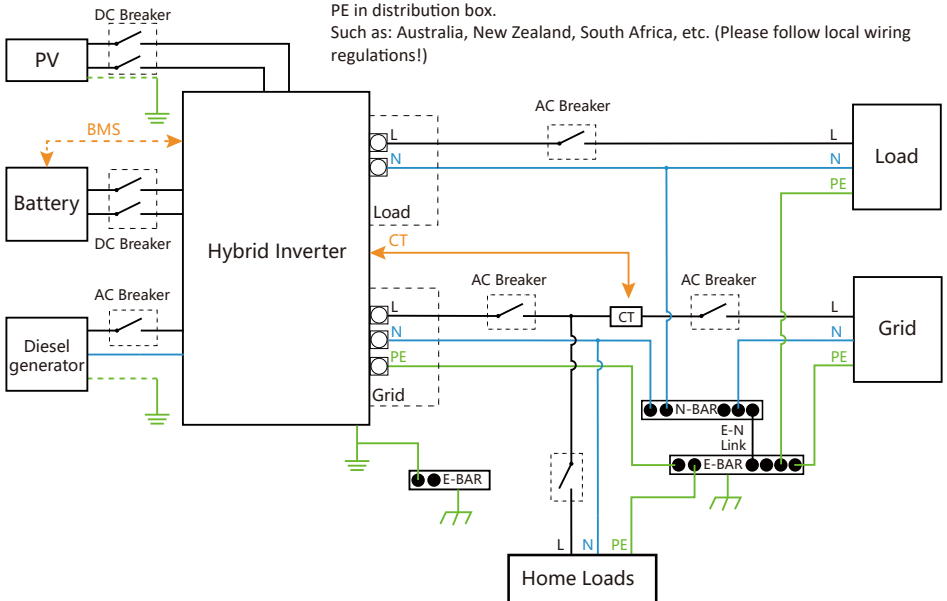 PE in distribution box.
Such as: Australia, New Zealand, South Africa, etc. (Please follow local wiring
regulations!)
DC Breaker
PV
BMS
Battery
DC Breaker
AC Breaker
Diesel
generator
Hybrid Inverter
L
N
Load
CT
L
N
PE
Grid
AC Breaker
L
N
PE
Load
AC Breaker
CT
AC Breaker
L
N
PE
Grid
N-BAR
E-N
Link
E-BAR
E-BAR
L
N
PE
Home Loads